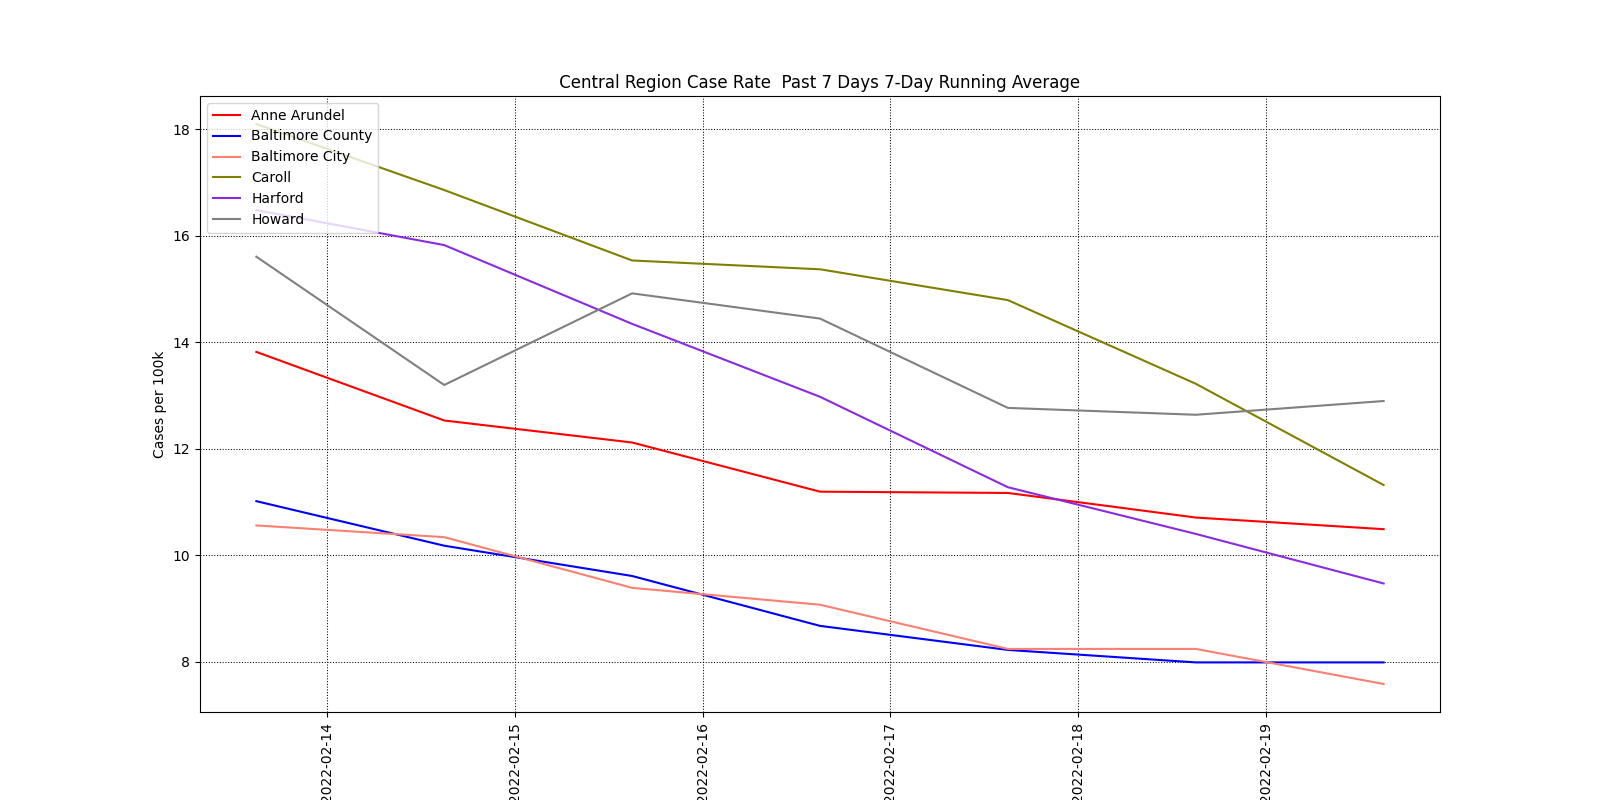 Central Region Case Rate  Past 7 Days 7-Day Running Average
Anne Arundel
Baltimore County
Baltimore City
Caroll
Harford
Howard
Cases per 100k
18
16
14
12
10
8
2022-02-14
2022-02-15
2022-02-16
2022-02-17
2022-02-18
2022-02-19